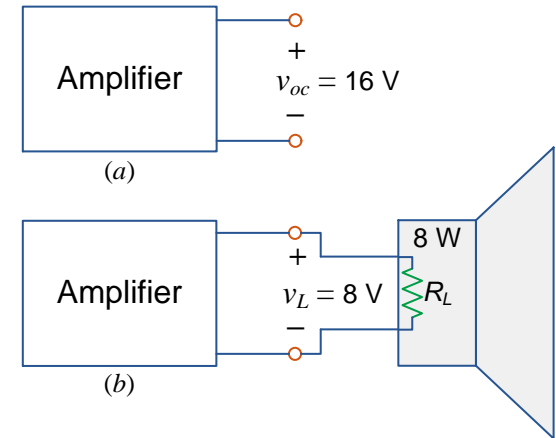 Amplifier
+
v_oc = 16 V
−
(a)
Amplifier
+
v_L = 8 V
−
8 W
R_L
(b)